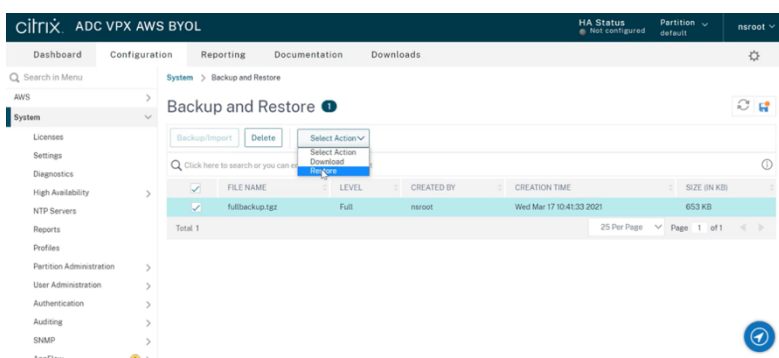 citrix. ADC VPX AWS BYOL
HA Status
Not configured
Partition
default
nsroot
Dashboard Configuration Reporting Documentation Downloads
Search in Menu
AWS
System
Licenses
Settings
Diagnostics
High Availability
NTP Servers
Reports
Profiles
Partition Administration
User Administration
Authentication
Auditing
SNMP
AppFlow
System > Backup and Restore
Backup and Restore 1
Backup/Import Delete Select Action
Select Action
Download
Restore
Click here to search or you can
FILE NAME LEVEL CREATED BY CREATION TIME SIZE (IN KB)
fullbackup.tgz Full nsroot Wed Mar 17 10:41:33 2021 653 KB
Total 1 25 Per Page Page 1 of 1